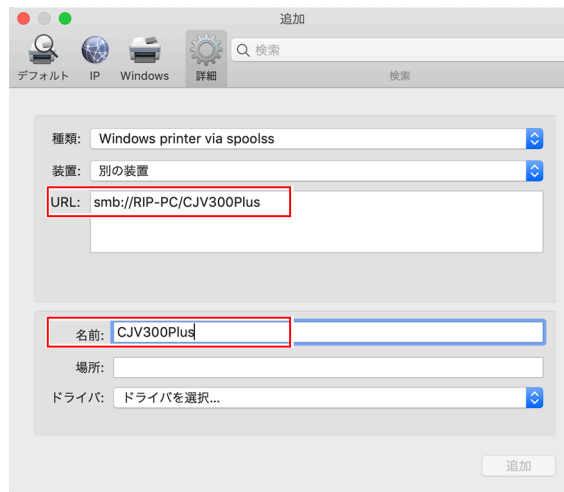 追加
検索
デフォルト IP Windows 詳細 検索
種類: Windows printer via spoolss
装置: 別の装置
URL: smb://RIP-PC/CJV300Plus
名前: CJV300Plus
場所:
ドライバ: ドライバを選択...
追加